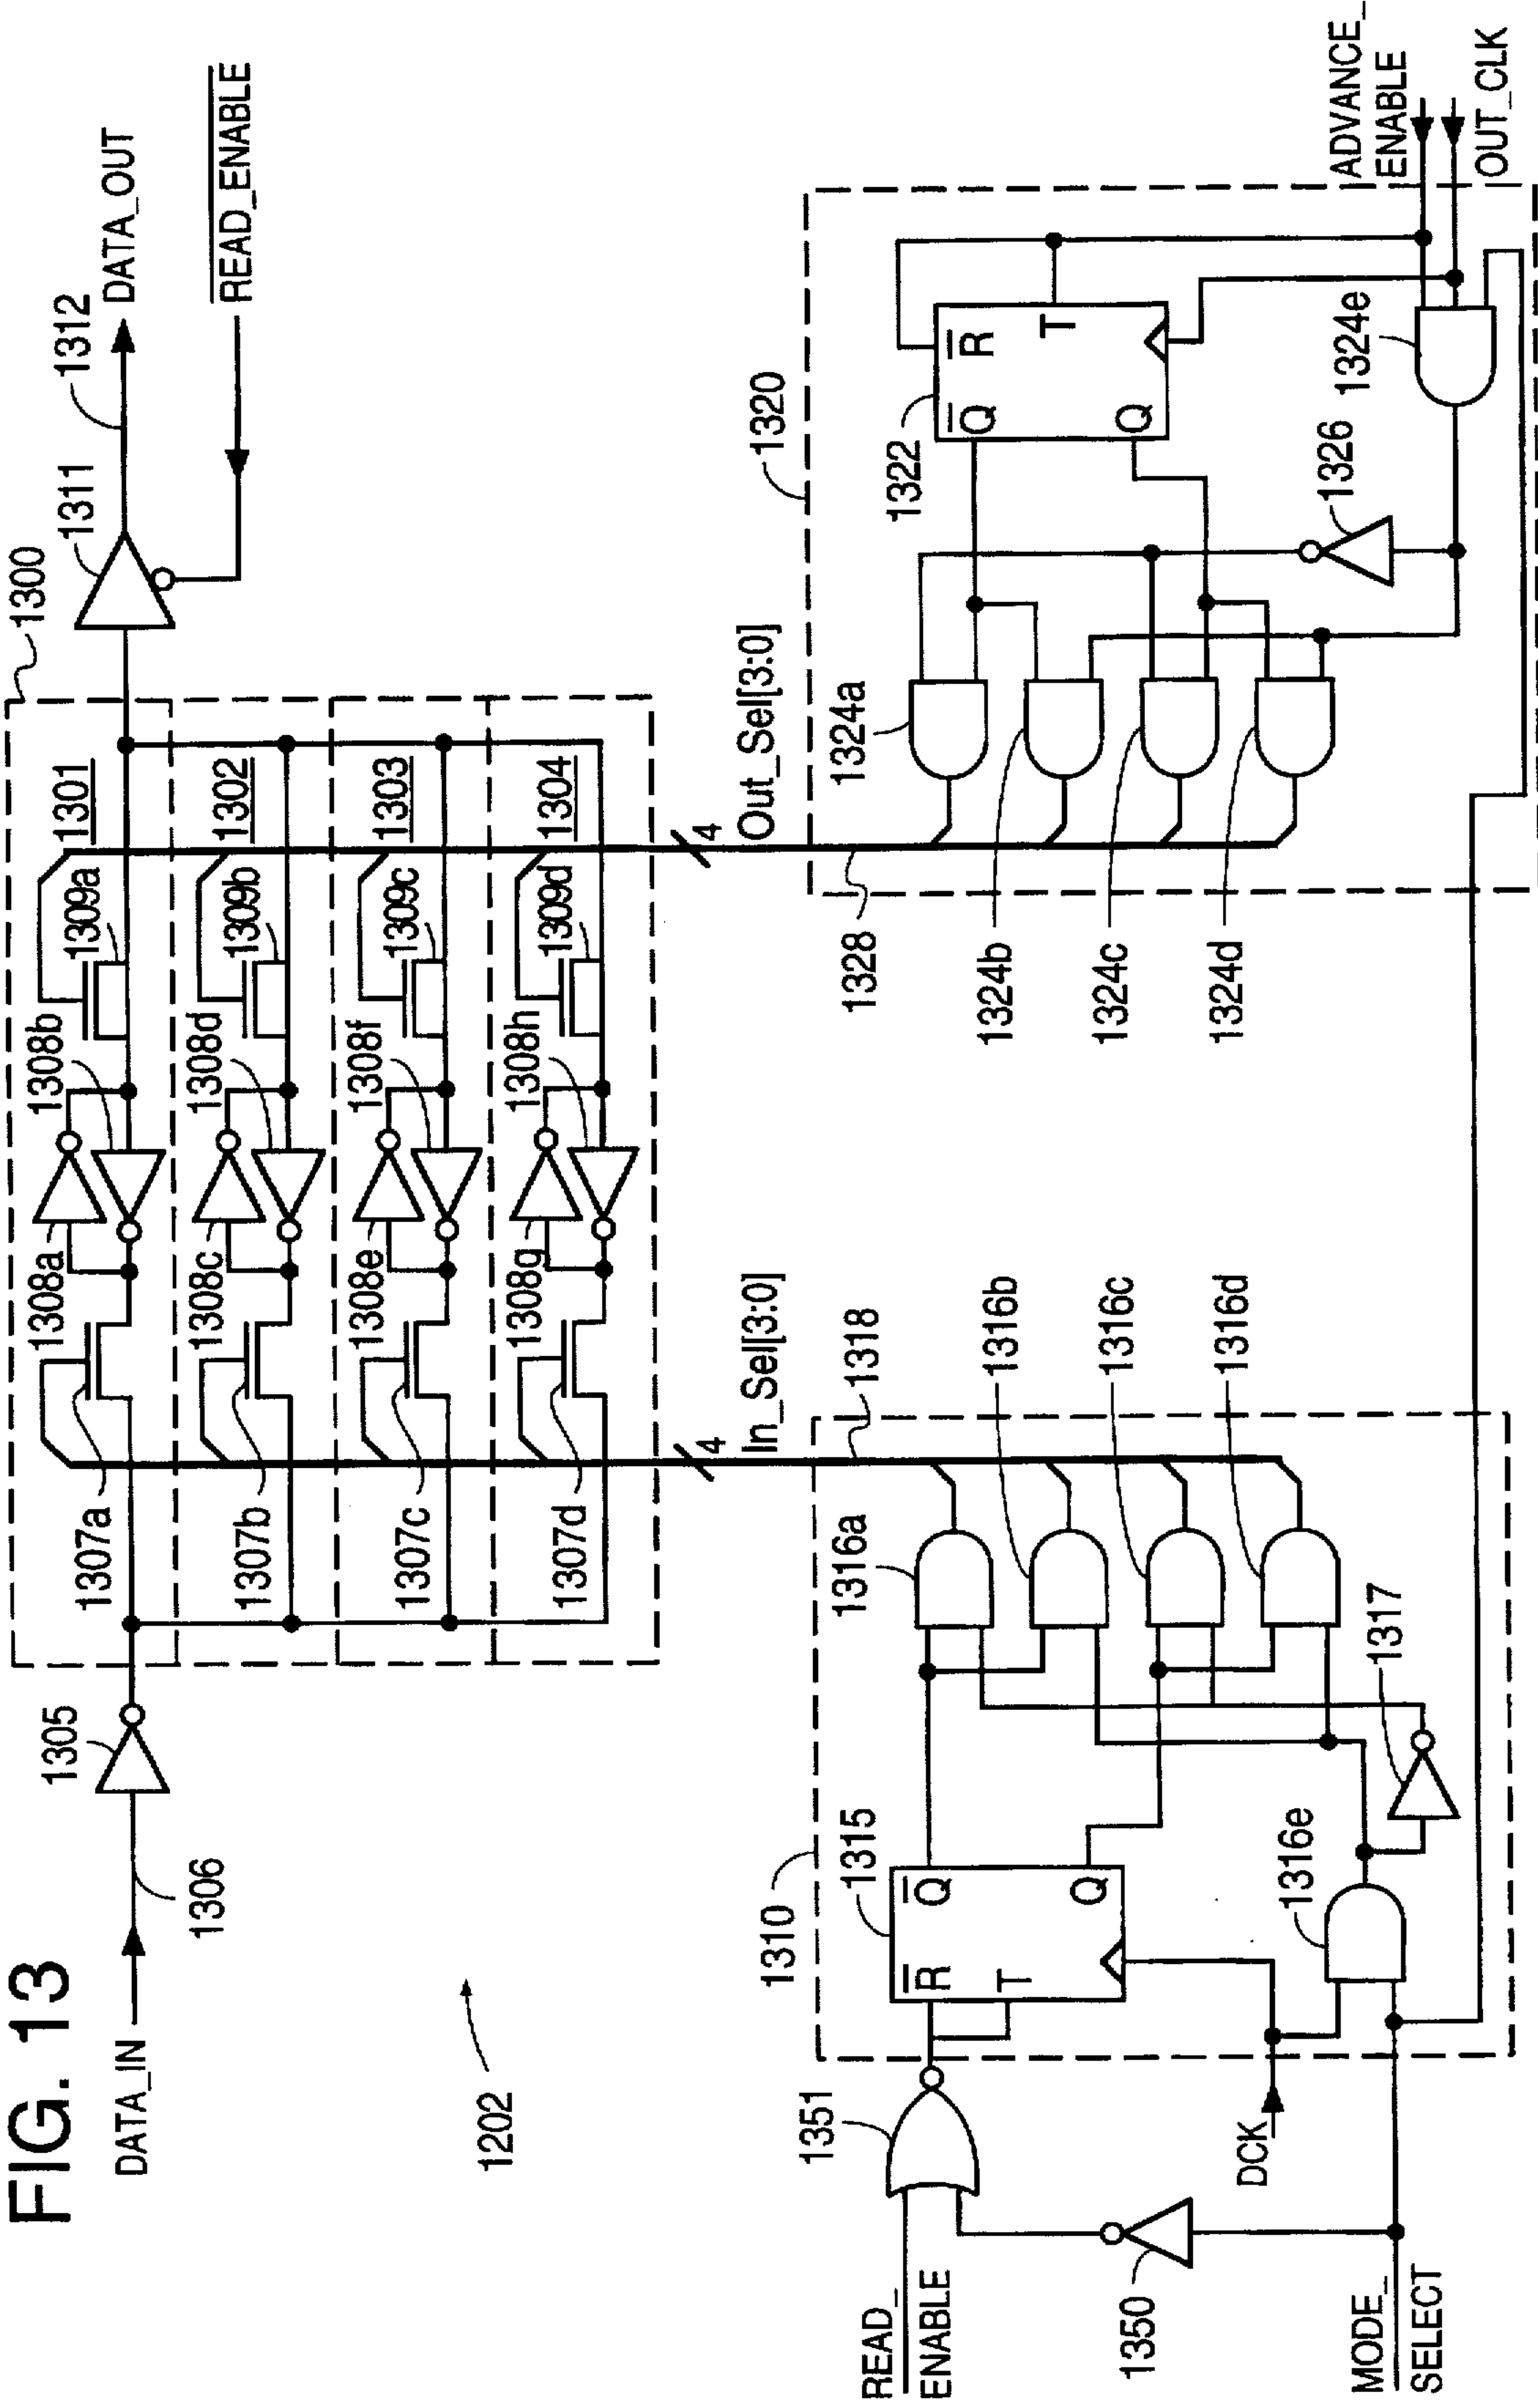 FIG. 13
DATA_IN
1306
1305
1202
1300
1307a
1308a
1308b
1309a
1301
1307b
1308c
1308d
1309b
1302
1307c
1308e
1308f
1309c
1303
1307d
1308g
1308h
1309d
1304
1311
1312
DATA_OUT
READ_ENABLE
4
In_Sel[3:0]
4
Out_Sel[3:0]
READ_
ENABLE
1351
1350
MODE_
SELECT
DCK
1310
1315
R
T
Q
Q
1316a
1316e
1317
1318
1316b
1316c
1316d
1328
1324b
1324c
1324d
1324a
1320
1322
Q
R
T
Q
1326
1324e
ADVANCE_
ENABLE
OUT_CLK